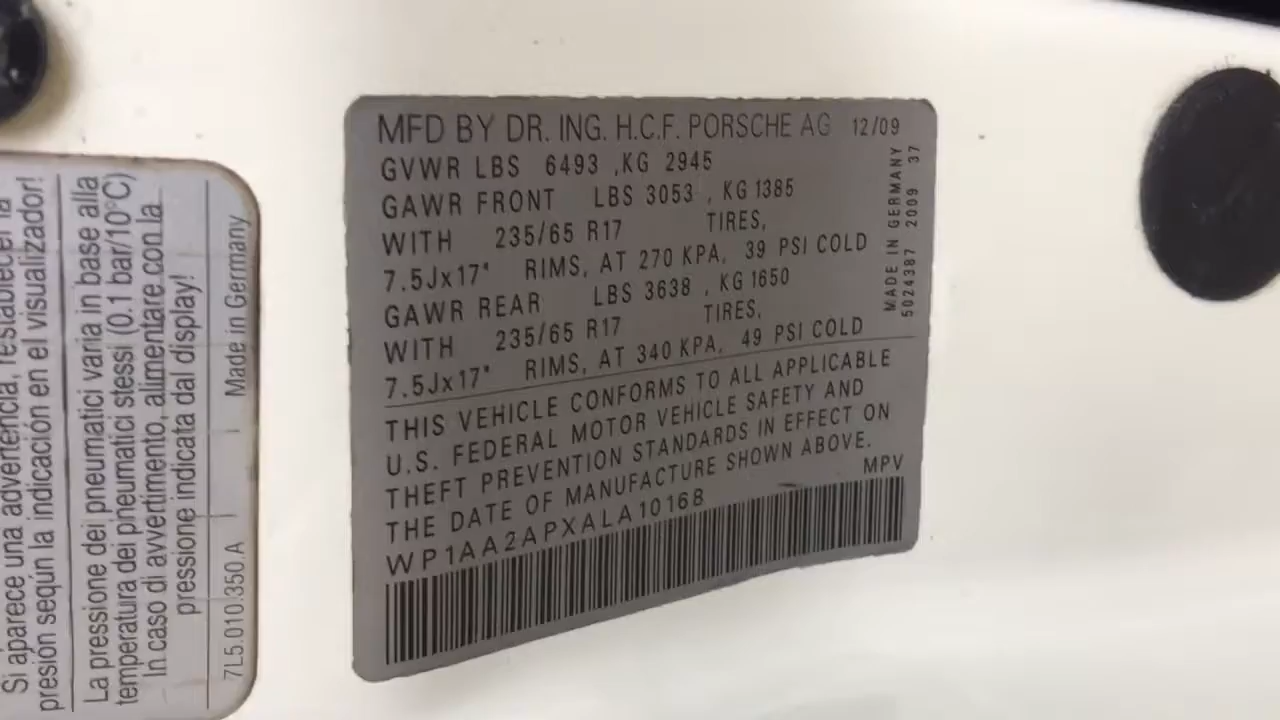 Si aparece una advertencia, restablecer la
presión según la indicación en el visualizador!
La pressione dei pneumatici varia in base alla
temperatura dei pneumatici stessi (0.1 bar/10°C)
In caso di avvertimento, alimentare con la
pressione indicata dal display!
7L5.010.350.A Made in Germany
MFD BY DR. ING. H.C.F. PORSCHE AG 12/09
GVWR LBS 6493 ,KG 2945
GAWR FRONT LBS 3053 , KG 1385
WITH 235/65 R17 TIRES,
7.5Jx17" RIMS, AT 270 KPA, 39 PSI COLD
GAWR REAR LBS 3638 , KG 1650
WITH 235/65 R17 TIRES,
7.5Jx17" RIMS, AT 340 KPA, 49 PSI COLD
THIS VEHICLE CONFORMS TO ALL APPLICABLE
U.S. FEDERAL MOTOR VEHICLE SAFETY AND
THEFT PREVENTION STANDARDS IN EFFECT ON
THE DATE OF MANUFACTURE SHOWN ABOVE.
WP1AA2APXALA10168 MPV
MADE IN GERMANY
5024387 2009 37